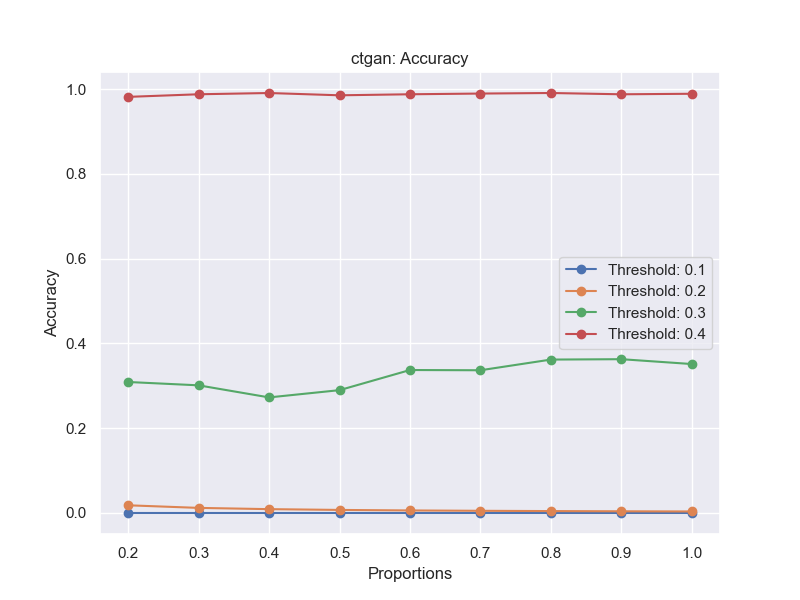 ctgan: Accuracy
1.0
0.8
0.6
0.4
0.2
0.0
Accuracy
Threshold: 0.1
Threshold: 0.2
Threshold: 0.3
Threshold: 0.4
0.2 0.3 0.4 0.5 0.6 0.7 0.8 0.9 1.0
Proportions